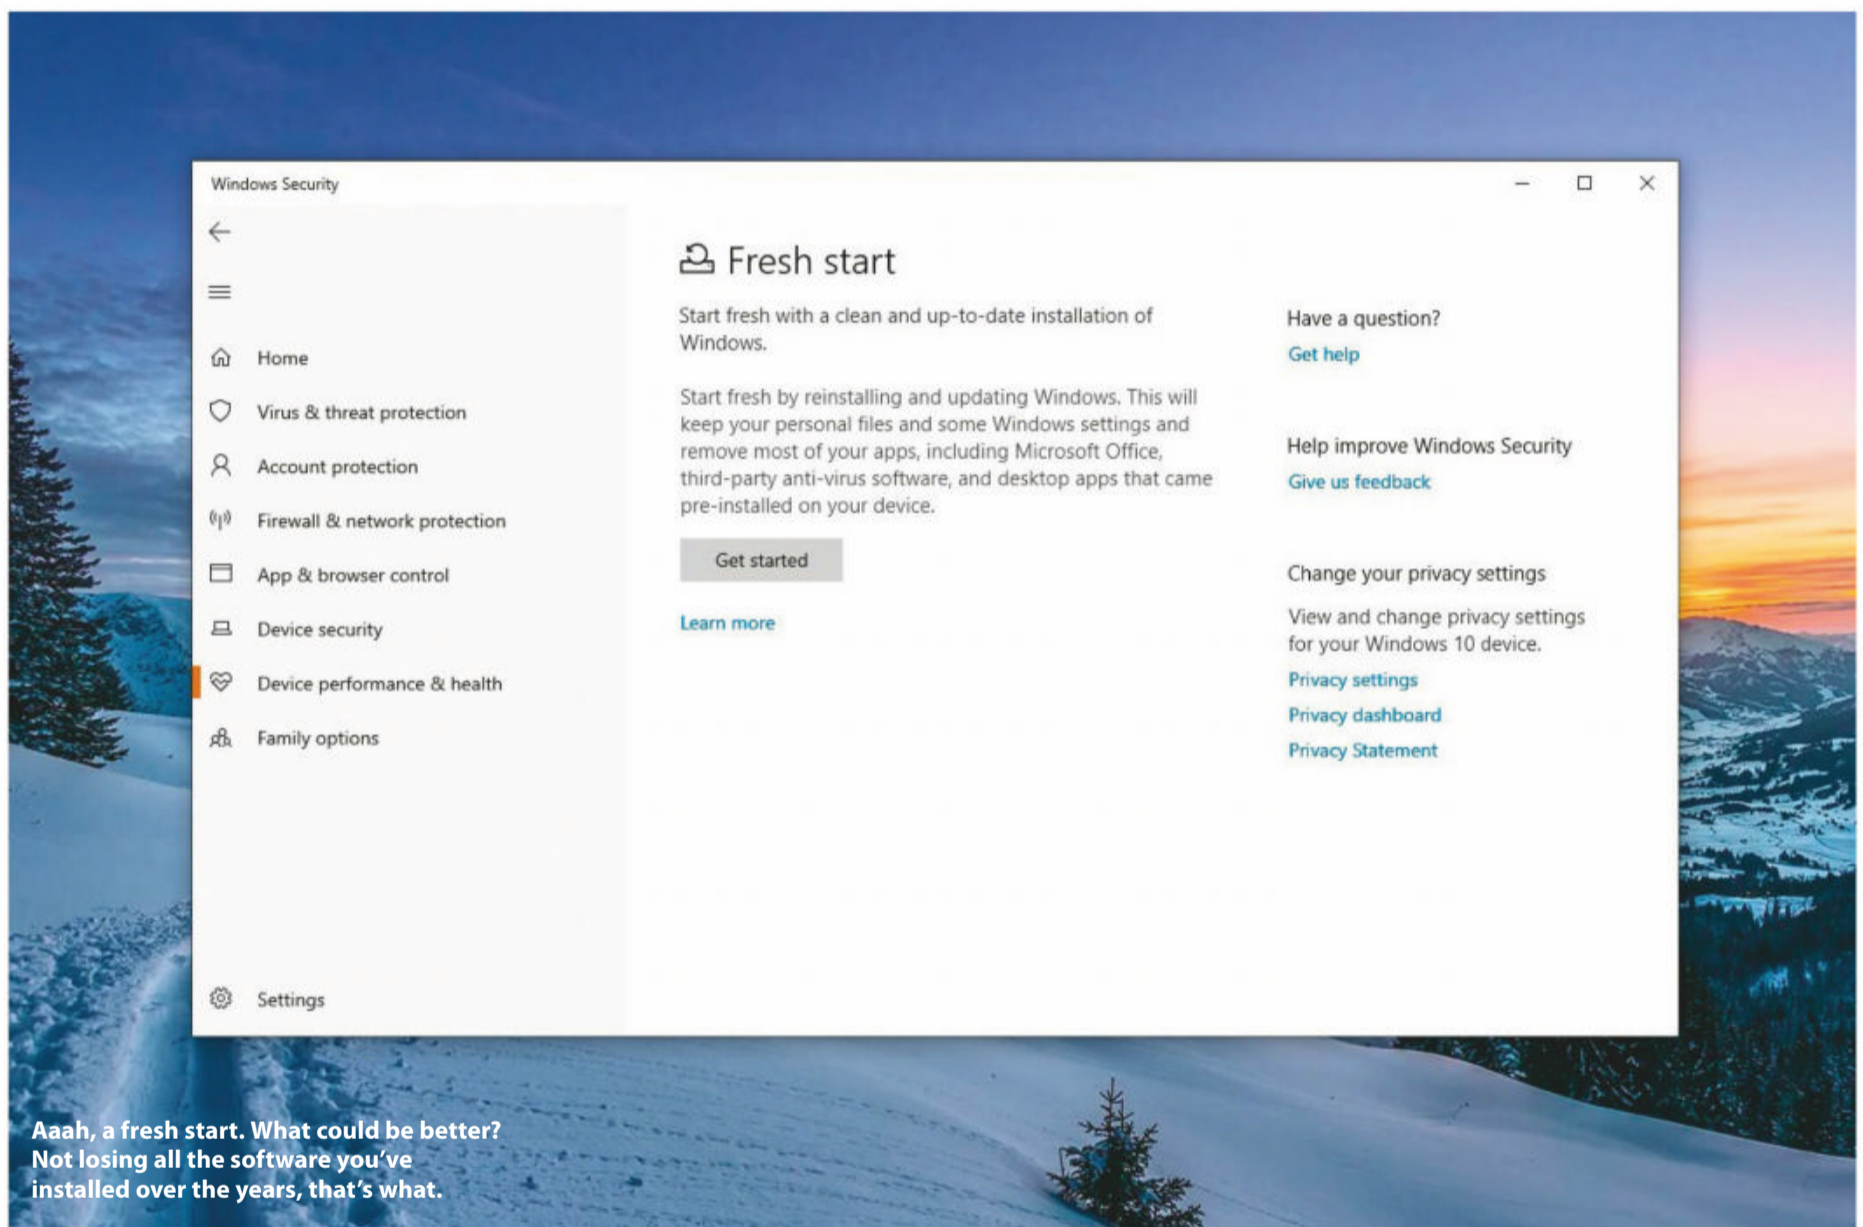 Windows Security
Home
Virus & threat protection
Account protection
Firewall & network protection
App & browser control
Device security
Device performance & health
Family options
Settings
Fresh start
Start fresh with a clean and up-to-date installation of
Windows.
Start fresh by reinstalling and updating Windows. This will
keep your personal files and some Windows settings and
remove most of your apps, including Microsoft Office,
third-party anti-virus software, and desktop apps that came
pre-installed on your device.
Get started
Learn more
Have a question?
Get help
Help improve Windows Security
Give us feedback
Change your privacy settings
View and change privacy settings
for your Windows 10 device.
Privacy settings
Privacy dashboard
Privacy Statement
Aaah, a fresh start. What could be better?
Not losing all the software you’ve
installed over the years, that’s what.